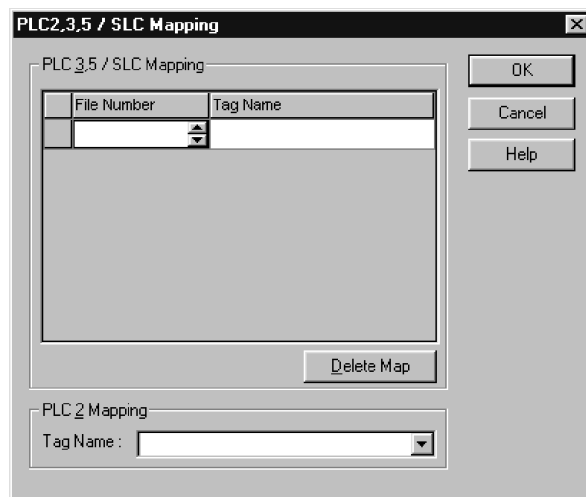 PLC2,3,5 / SLC Mapping
PLC 3,5 / SLC Mapping
File Number Tag Name
Delete Map
PLC 2 Mapping
Tag Name :
OK
Cancel
Help